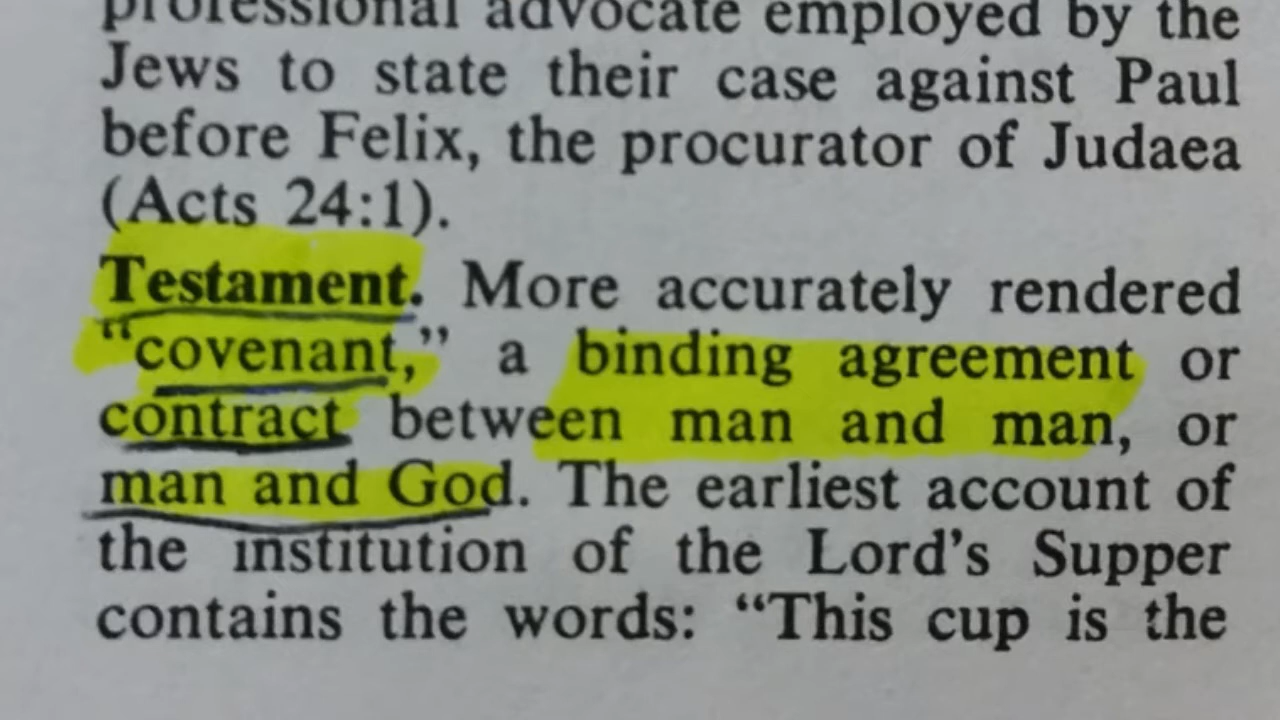 professional advocate employed by the
Jews to state their case against Paul
before Felix, the procurator of Judaea
(Acts 24:1).
Testament. More accurately rendered
“covenant,” a binding agreement or
contract between man and man, or
man and God. The earliest account of
the institution of the Lord’s Supper
contains the words: “This cup is the